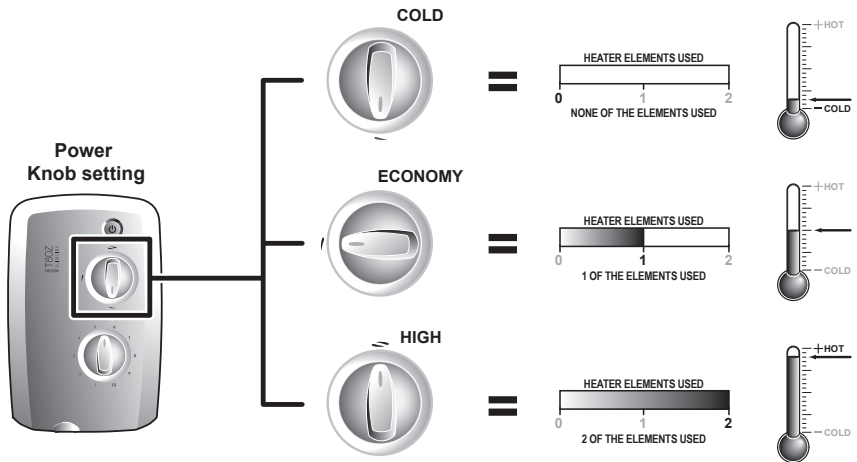 COLD
HEATER ELEMENTS USED
0 1 2
NONE OF THE ELEMENTS USED
+HOT
COLD
Power
Knob setting
T80Z
ECONOMY
HEATER ELEMENTS USED
0 1 2
1 OF THE ELEMENTS USED
+HOT
COLD
HIGH
HEATER ELEMENTS USED
0 1 2
2 OF THE ELEMENTS USED
+HOT
COLD